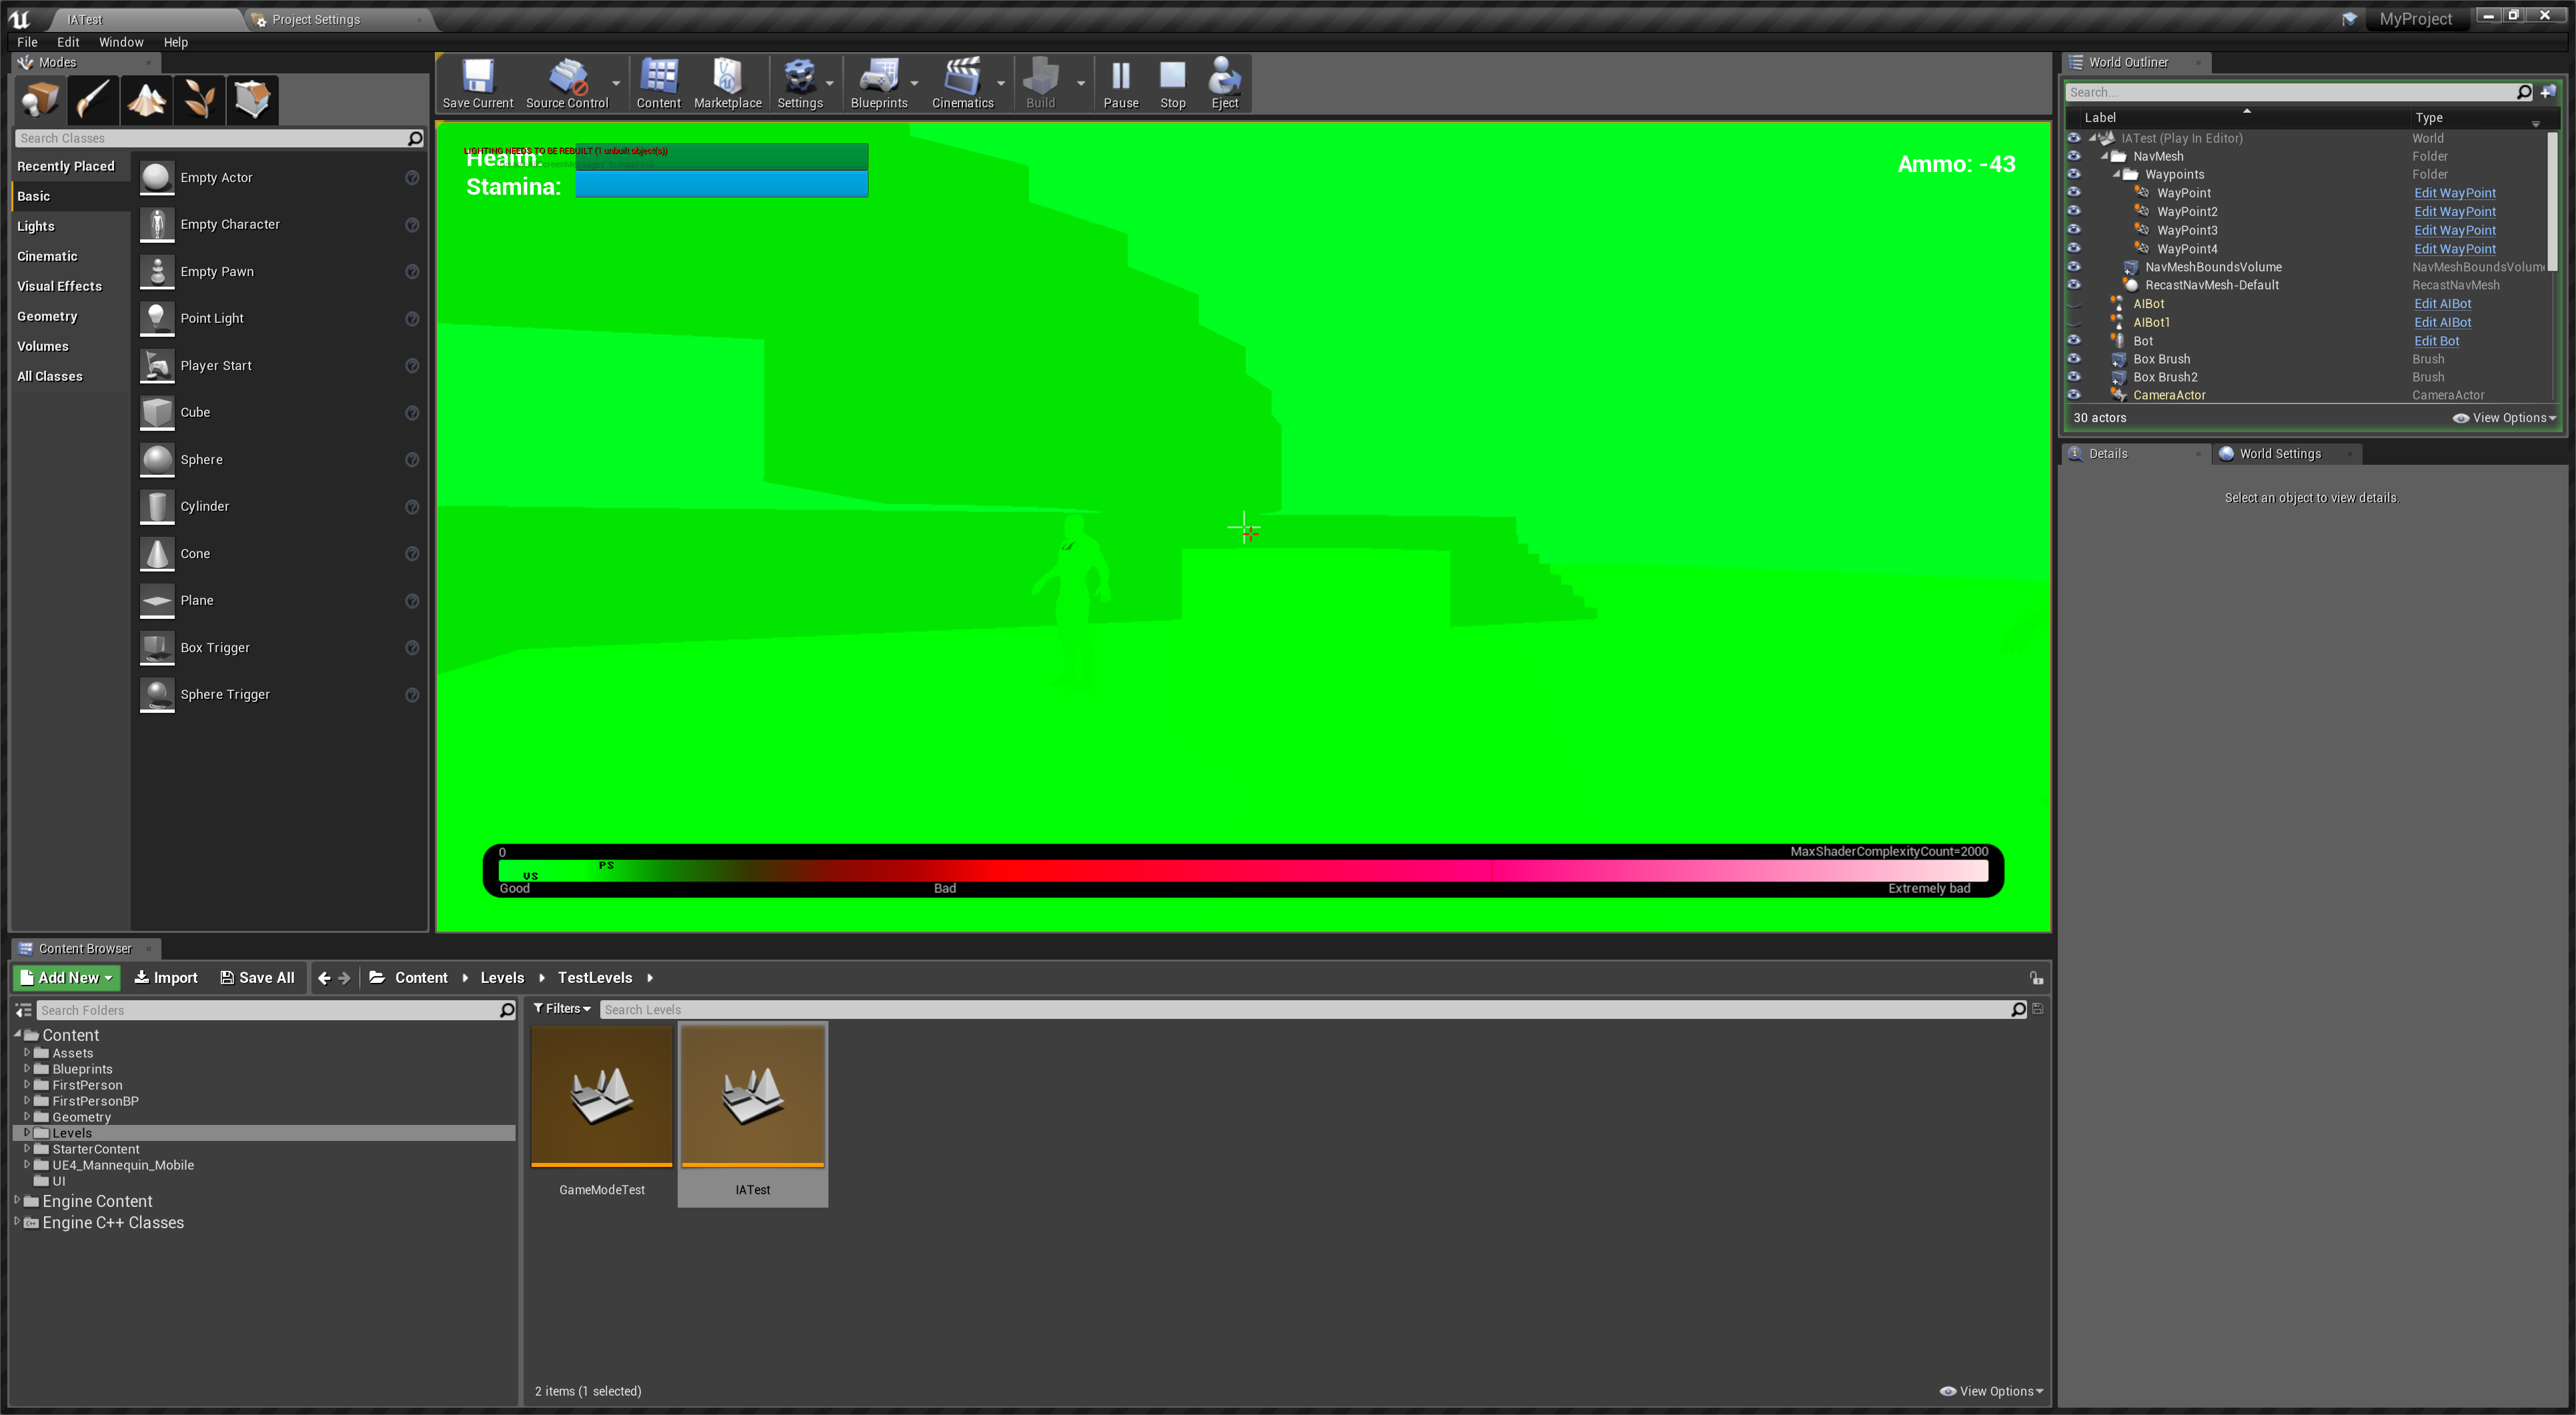 IATest
Project Settings
MyProject
File Edit Window Help
Modes
Search Classes
Recently Placed
Basic
Lights
Cinematic
Visual Effects
Geometry
Volumes
All Classes
Empty Actor
Empty Character
Empty Pawn
Point Light
Player Start
Cube
Sphere
Cylinder
Cone
Plane
Box Trigger
Sphere Trigger
Save Current Source Control Content Marketplace Settings Blueprints Cinematics Build Pause Stop Eject
LIGHTING NEEDS TO BE REBUILT (1 unbuilt object(s))
Health:
Stamina:
Ammo: -43
0 MaxShaderComplexityCount=2000
PS
VS
Good Bad Extremely bad
World Outliner
Search...
Label Type
IATest (Play In Editor) World
NavMesh Folder
Waypoints Folder
WayPoint Edit WayPoint
WayPoint2 Edit WayPoint
WayPoint3 Edit WayPoint
WayPoint4 Edit WayPoint
NavMeshBoundsVolume NavMeshBoundsVolum
RecastNavMesh-Default RecastNavMesh
AIBot Edit AIBot
AIBot1 Edit AIBot
Bot Edit Bot
Box Brush Brush
Box Brush2 Brush
CameraActor CameraActor
30 actors View Options
Details World Settings
Select an object to view details.
Content Browser
Add New Import Save All Content Levels TestLevels
Search Folders
Content
Assets
Blueprints
FirstPerson
FirstPersonBP
Geometry
Levels
StarterContent
UE4_Mannequin_Mobile
UI
Engine Content
Engine C++ Classes
Filters Search Levels
GameModeTest IATest
2 items (1 selected) View Options